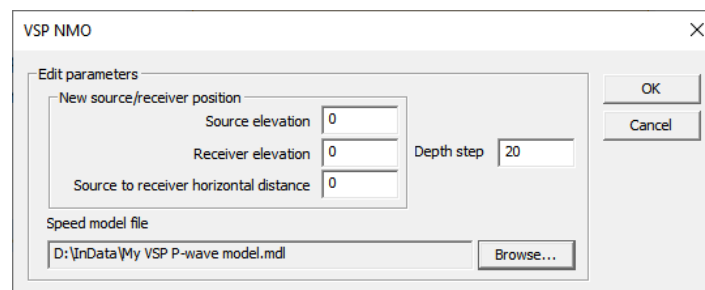 VSP NMO
Edit parameters
OK
New source/receiver position
Source elevation 0
Cancel
Receiver elevation 0 Depth step 20
Source to receiver horizontal distance 0
Speed model file
D:\InData\My VSP P-wave model.mdl Browse...